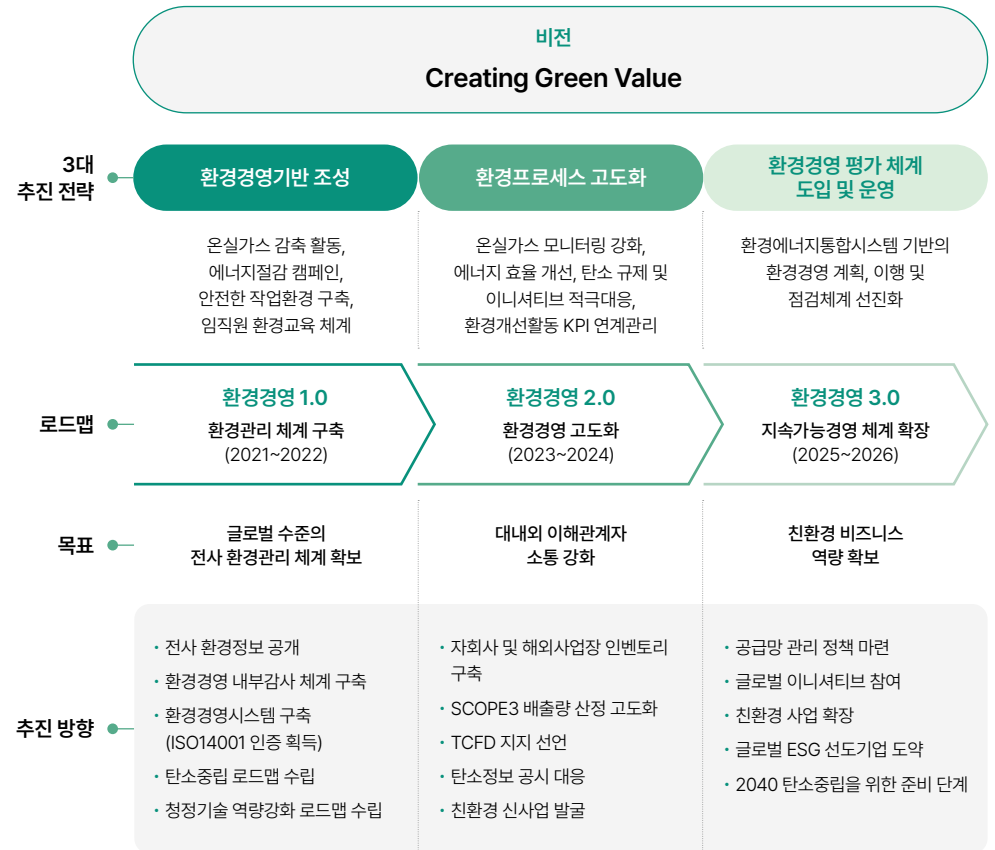 비전
Creating Green Value
3대
추진 전략
환경경영기반 조성
환경프로세스 고도화
환경경영 평가 체계
도입 및 운영
온실가스 감축 활동,
에너지절감 캠페인,
안전한 작업환경 구축,
임직원 환경교육 체계
온실가스 모니터링 강화,
에너지 효율 개선, 탄소 규제 및
이니셔티브 적극대응,
환경개선활동 KPI 연계관리
환경에너지통합시스템 기반의
환경경영 계획, 이행 및
점검체계 선진화
로드맵
환경경영 1.0
환경관리 체계 구축
(2021~2022)
환경경영 2.0
환경경영 고도화
(2023~2024)
환경경영 3.0
지속가능경영 체계 확장
(2025~2026)
목표
글로벌 수준의
전사 환경관리 체계 확보
대내외 이해관계자
소통 강화
친환경 비즈니스
역량 확보
추진 방향
• 전사 환경정보 공개
• 환경경영 내부감사 체계 구축
• 환경경영시스템 구축
(ISO14001 인증 획득)
• 탄소중립 로드맵 수립
• 청정기술 역량강화 로드맵 수립
• 자회사 및 해외사업장 인벤토리
구축
• SCOPE3 배출량 산정 고도화
• TCFD 지지 선언
• 탄소정보 공시 대응
• 친환경 신사업 발굴
• 공급망 관리 정책 마련
• 글로벌 이니셔티브 참여
• 친환경 사업 확장
• 글로벌 ESG 선도기업 도약
• 2040 탄소중립을 위한 준비 단계